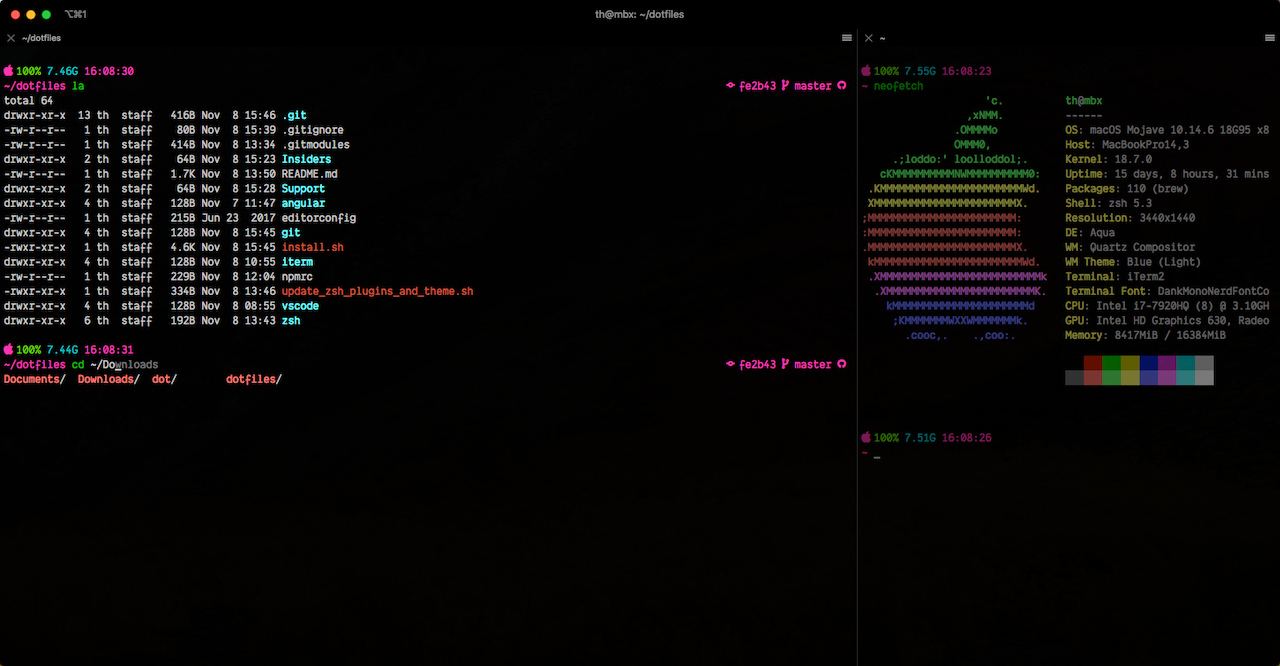 ⌥⌘1
th@mbx: ~/dotfiles
~/dotfiles
100% 7.46G 16:08:30
~/dotfiles la
fe2b43 master
total 64
drwxr-xr-x 13 th staff 416B Nov 8 15:46 .git
-rw-r--r-- 1 th staff 80B Nov 8 15:39 .gitignore
-rw-r--r-- 1 th staff 414B Nov 8 13:34 .gitmodules
drwxr-xr-x 2 th staff 64B Nov 8 15:23 Insiders
-rw-r--r-- 1 th staff 1.7K Nov 8 13:50 README.md
drwxr-xr-x 2 th staff 64B Nov 8 15:28 Support
drwxr-xr-x 4 th staff 128B Nov 7 11:47 angular
-rw-r--r-- 1 th staff 215B Jun 23 2017 editorconfig
drwxr-xr-x 4 th staff 128B Nov 8 15:45 git
-rwxr-xr-x 1 th staff 4.6K Nov 8 15:45 install.sh
drwxr-xr-x 4 th staff 128B Nov 8 10:55 iterm
-rw-r--r-- 1 th staff 229B Nov 8 12:04 npmrc
-rwxr-xr-x 1 th staff 334B Nov 8 13:46 update_zsh_plugins_and_theme.sh
drwxr-xr-x 4 th staff 128B Nov 8 08:55 vscode
drwxr-xr-x 6 th staff 192B Nov 8 13:43 zsh
100% 7.44G 16:08:31
~/dotfiles cd ~/Downloads
fe2b43 master
Documents/ Downloads/ dot/ dotfiles/
~
100% 7.55G 16:08:23
~ neofetch
'c.
,xNMM.
.OMMMMo
OMMM0,
.;loddo:' loolloddol;.
cKMMMMMMMMMMNWMMMMMMMMMM0:
.KMMMMMMMMMMMMMMMMMMMMMMMWd.
XMMMMMMMMMMMMMMMMMMMMMMMX.
;MMMMMMMMMMMMMMMMMMMMMMMM:
:MMMMMMMMMMMMMMMMMMMMMMMM:
.MMMMMMMMMMMMMMMMMMMMMMMMX.
kMMMMMMMMMMMMMMMMMMMMMMMMWd.
.XMMMMMMMMMMMMMMMMMMMMMMMMMMk
.XMMMMMMMMMMMMMMMMMMMMMMMMK.
kMMMMMMMMMMMMMMMMMMMMMMd
;KMMMMMMMWXXWMMMMMMMk.
.cooc,. .,coo:.
th@mbx
------
OS: macOS Mojave 10.14.6 18G95 x8
Host: MacBookPro14,3
Kernel: 18.7.0
Uptime: 15 days, 8 hours, 31 mins
Packages: 110 (brew)
Shell: zsh 5.3
Resolution: 3440x1440
DE: Aqua
WM: Quartz Compositor
WM Theme: Blue (Light)
Terminal: iTerm2
Terminal Font: DankMonoNerdFontCo
CPU: Intel i7-7920HQ (8) @ 3.10GH
GPU: Intel HD Graphics 630, Radeo
Memory: 8417MiB / 16384MiB
100% 7.51G 16:08:26
~ _